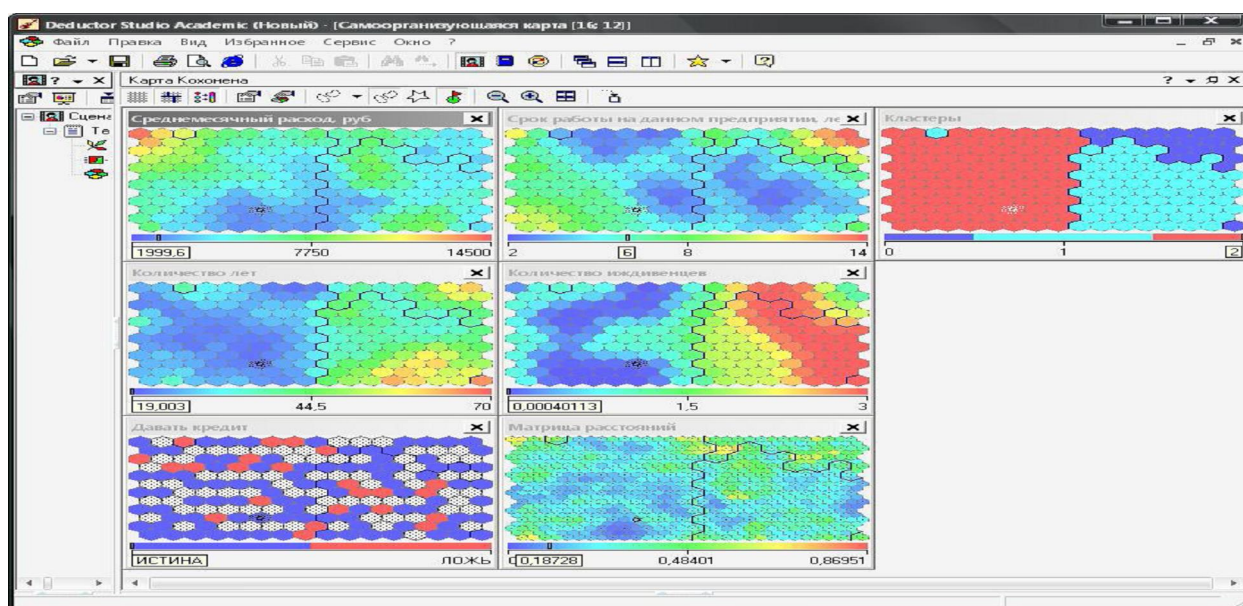 Deductor Studio Academic (Новый) - [Самоорганизующаяся карта [16; 12]]
Файл Правка Вид Избранное Сервис Окно ?
Карта Кохонена
Сцена
Те
Среднемесячный расход, руб
1999,6 7750 14500
Срок работы на данном предприятии, ле
2 6 8 14
Кластеры
0 1 2
Количество лет
19,003 44,5 70
Количество иждивенцев
0,00040113 1,5 3
Давать кредит
ИСТИНА ЛОЖЬ
Матрица расстояний
0,18728 0,48401 0,86951